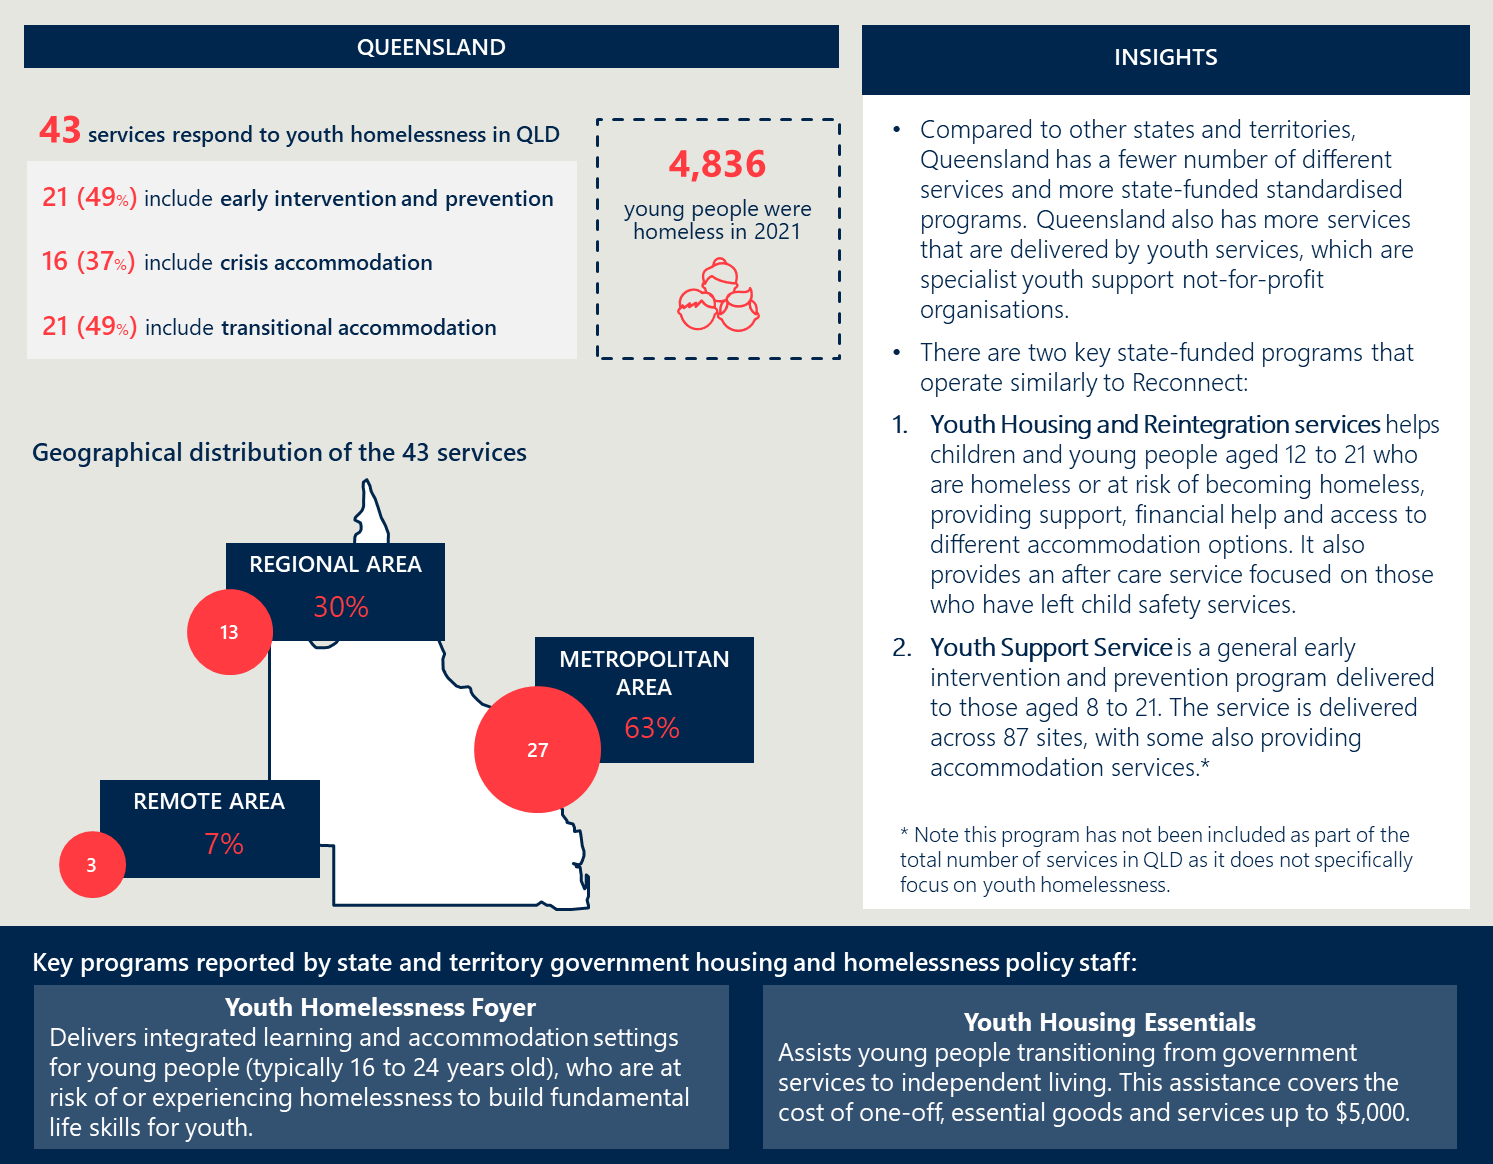 QUEENSLAND
43 services respond to youth homelessness in QLD
21 (49%) include early intervention and prevention
16 (37%) include crisis accommodation
21 (49%) include transitional accommodation
4,836
young people were
homeless in 2021
Geographical distribution of the 43 services
REGIONAL AREA
30%
13
METROPOLITAN
AREA
63%
27
REMOTE AREA
7%
3
INSIGHTS
• Compared to other states and territories,
Queensland has a fewer number of different
services and more state-funded standardised
programs. Queensland also has more services
that are delivered by youth services, which are
specialist youth support not-for-profit
organisations.
• There are two key state-funded programs that
operate similarly to Reconnect:
1. Youth Housing and Reintegration services helps
children and young people aged 12 to 21 who
are homeless or at risk of becoming homeless,
providing support, financial help and access to
different accommodation options. It also
provides an after care service focused on those
who have left child safety services.
2. Youth Support Service is a general early
intervention and prevention program delivered
to those aged 8 to 21. The service is delivered
across 87 sites, with some also providing
accommodation services.*
* Note this program has not been included as part of the
total number of services in QLD as it does not specifically
focus on youth homelessness.
Key programs reported by state and territory government housing and homelessness policy staff:
Youth Homelessness Foyer
Delivers integrated learning and accommodation settings
for young people (typically 16 to 24 years old), who are at
risk of or experiencing homelessness to build fundamental
life skills for youth.
Youth Housing Essentials
Assists young people transitioning from government
services to independent living. This assistance covers the
cost of one-off, essential goods and services up to $5,000.